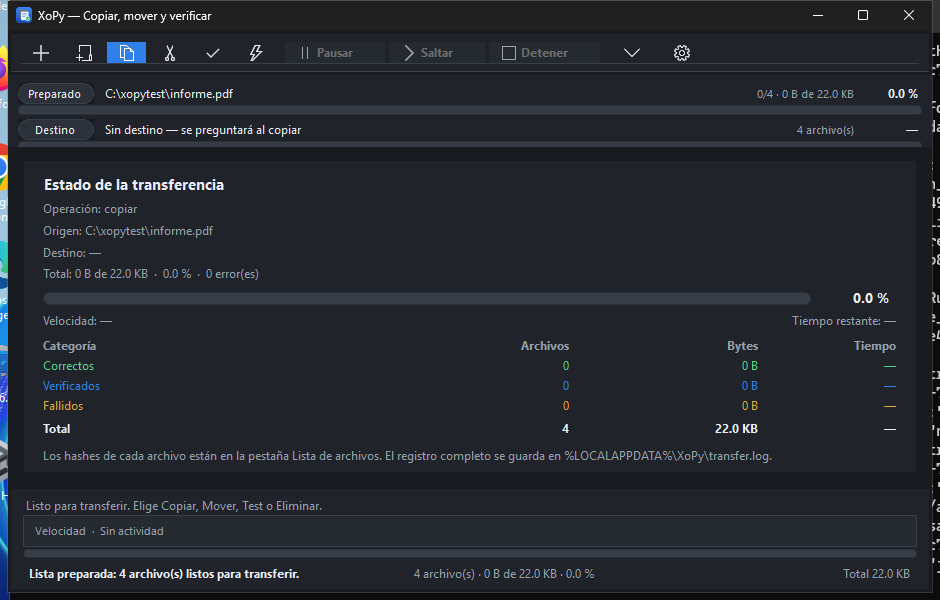 XoPy — Copiar, mover y verificar
Pausar Saltar Detener
Preparado C:\xopytest\informe.pdf 0/4 · 0 B de 22.0 KB 0.0 %
Destino Sin destino — se preguntará al copiar 4 archivo(s) —
Estado de la transferencia
Operación: copiar
Origen: C:\xopytest\informe.pdf
Destino: —
Total: 0 B de 22.0 KB · 0.0 % · 0 error(es)
0.0 %
Velocidad: — Tiempo restante: —
Categoría Archivos Bytes Tiempo
Correctos 0 0 B —
Verificados 0 0 B —
Fallidos 0 0 B —
Total 4 22.0 KB —
Los hashes de cada archivo están en la pestaña Lista de archivos. El registro completo se guarda en %LOCALAPPDATA%\XoPy\transfer.log.
Listo para transferir. Elige Copiar, Mover, Test o Eliminar.
Velocidad · Sin actividad
Lista preparada: 4 archivo(s) listos para transferir. 4 archivo(s) · 0 B de 22.0 KB · 0.0 % Total 22.0 KB